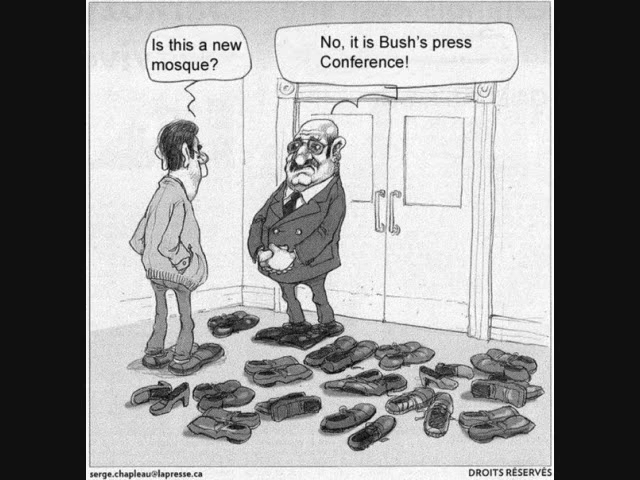 Is this a new
mosque?
No, it is Bush's press
Conference!
serge.chapleau@lapresse.ca
DROITS RÉSERVÉS